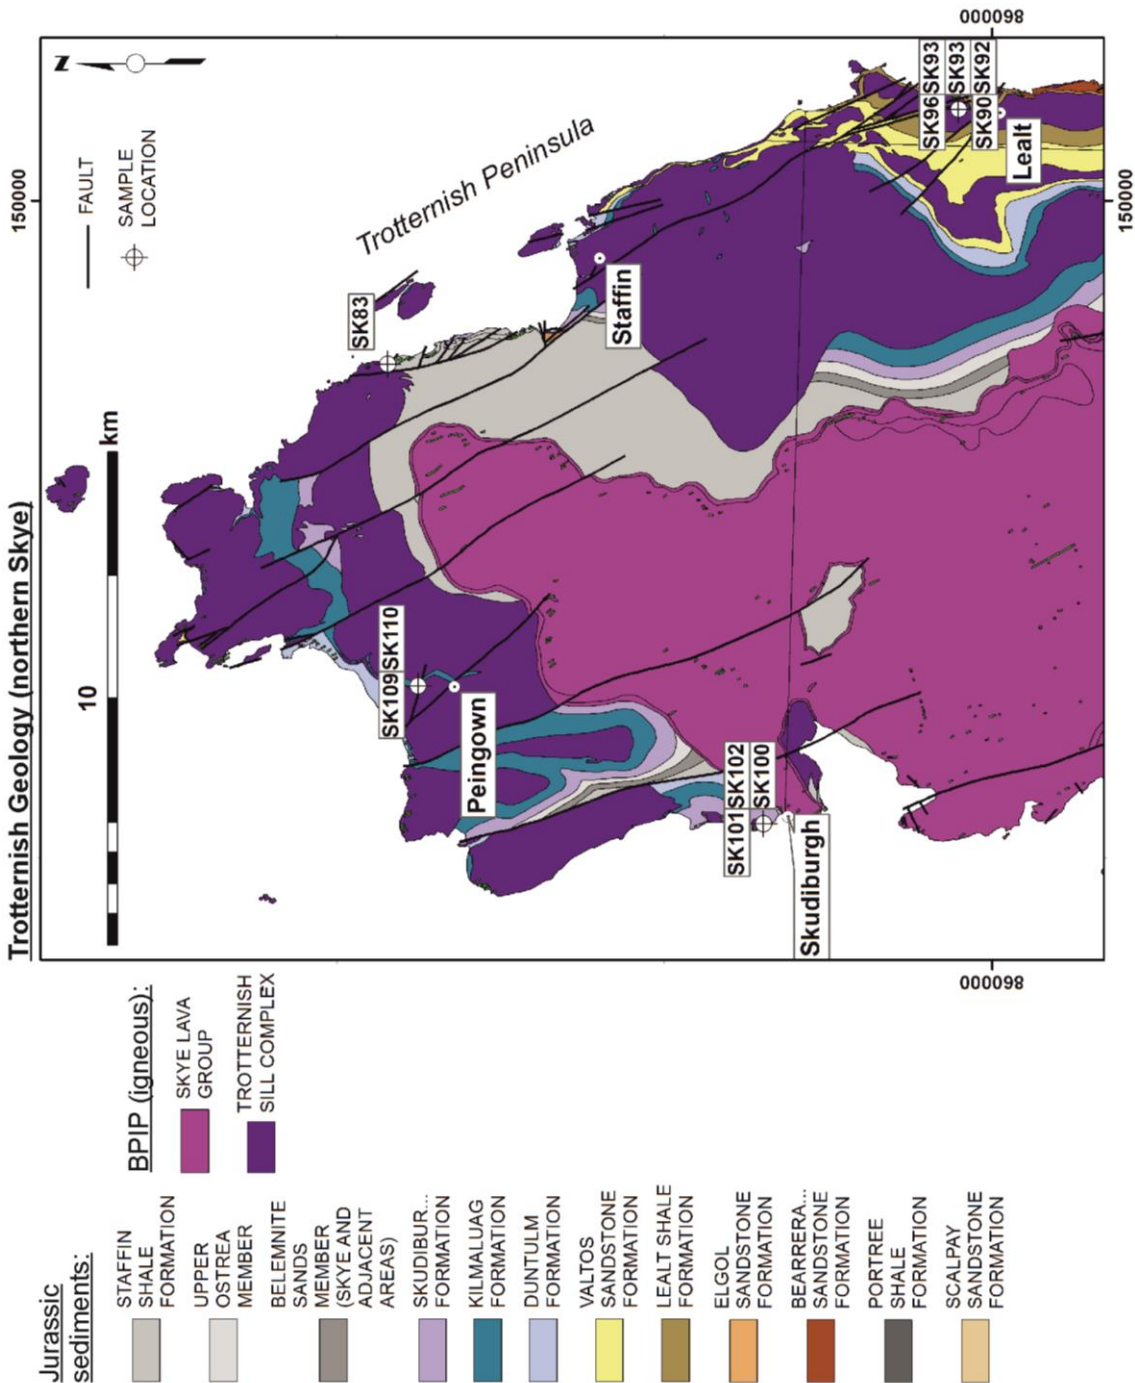 Trotternish Geology (northern Skye)
150000
N
FAULT
SAMPLE
LOCATION
10
km
Trotternish Peninsula
SK83
SK109 SK110
Peingown
Staffin
SK96 SK93
SK93
SK90 SK92
Lealt
SK101 SK102
SK100
Skudiburgh
860000
860000
150000
Jurassic
sediments:
STAFFIN
SHALE
FORMATION
UPPER
OSTREA
MEMBER
BELEMNITE
SANDS
MEMBER
(SKYE AND
ADJACENT
AREAS)
SKUDIBUR...
FORMATION
KILMALUAG
FORMATION
DUNTULM
FORMATION
VALTOS
SANDSTONE
FORMATION
LEALT SHALE
FORMATION
ELGOL
SANDSTONE
FORMATION
BEARRERA...
SANDSTONE
FORMATION
PORTREE
SHALE
FORMATION
SCALPAY
SANDSTONE
FORMATION
BPIP (igneous):
SKYE LAVA
GROUP
TROTTERNISH
SILL COMPLEX